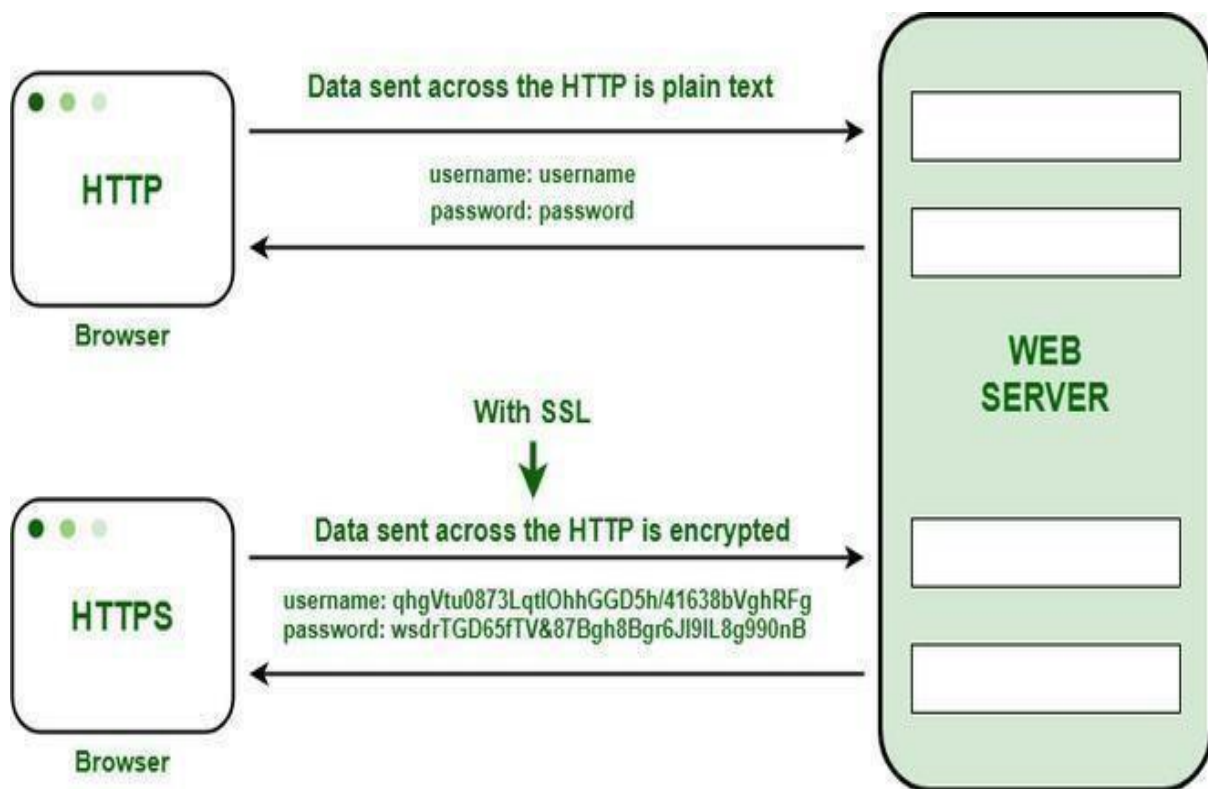 Data sent across the HTTP is plain text
HTTP
username: username
password: password
Browser
WEB
SERVER
With SSL
Data sent across the HTTP is encrypted
HTTPS
username: qhgVtu0873LqtlOhhGGD5h/41638bVghRFg
password: wsdrTGD65fTV&87Bgh8Bgr6Jl9lL8g990nB
Browser